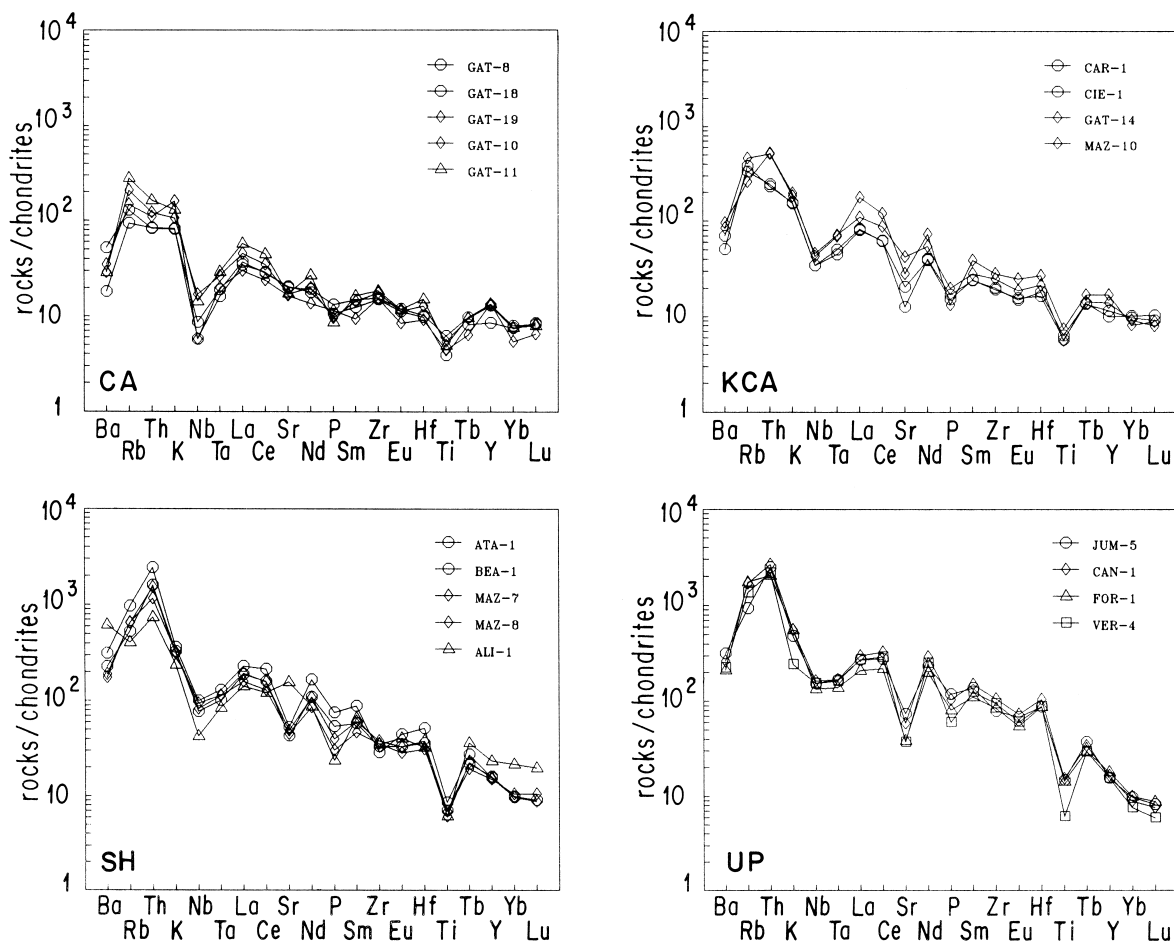 10^4
10^3
10^2
10
1
rocks/chondrites
GAT-8
GAT-18
GAT-19
GAT-10
GAT-11
CA
Ba Th Nb La Sr P Zr Hf Tb Yb
Rb K Ta Ce Nd Sm Eu Ti Y Lu
10^4
10^3
10^2
10
1
rocks/chondrites
CAR-1
CIE-1
GAT-14
MAZ-10
KCA
Ba Th Nb La Sr P Zr Hf Tb Yb
Rb K Ta Ce Nd Sm Eu Ti Y Lu
10^4
10^3
10^2
10
1
rocks/chondrites
ATA-1
BEA-1
MAZ-7
MAZ-8
ALI-1
SH
Ba Th Nb La Sr P Zr Hf Tb Yb
Rb K Ta Ce Nd Sm Eu Ti Y Lu
10^4
10^3
10^2
10
1
rocks/chondrites
JUM-5
CAN-1
FOR-1
VER-4
UP
Ba Th Nb La Sr P Zr Hf Tb Yb
Rb K Ta Ce Nd Sm Eu Ti Y Lu